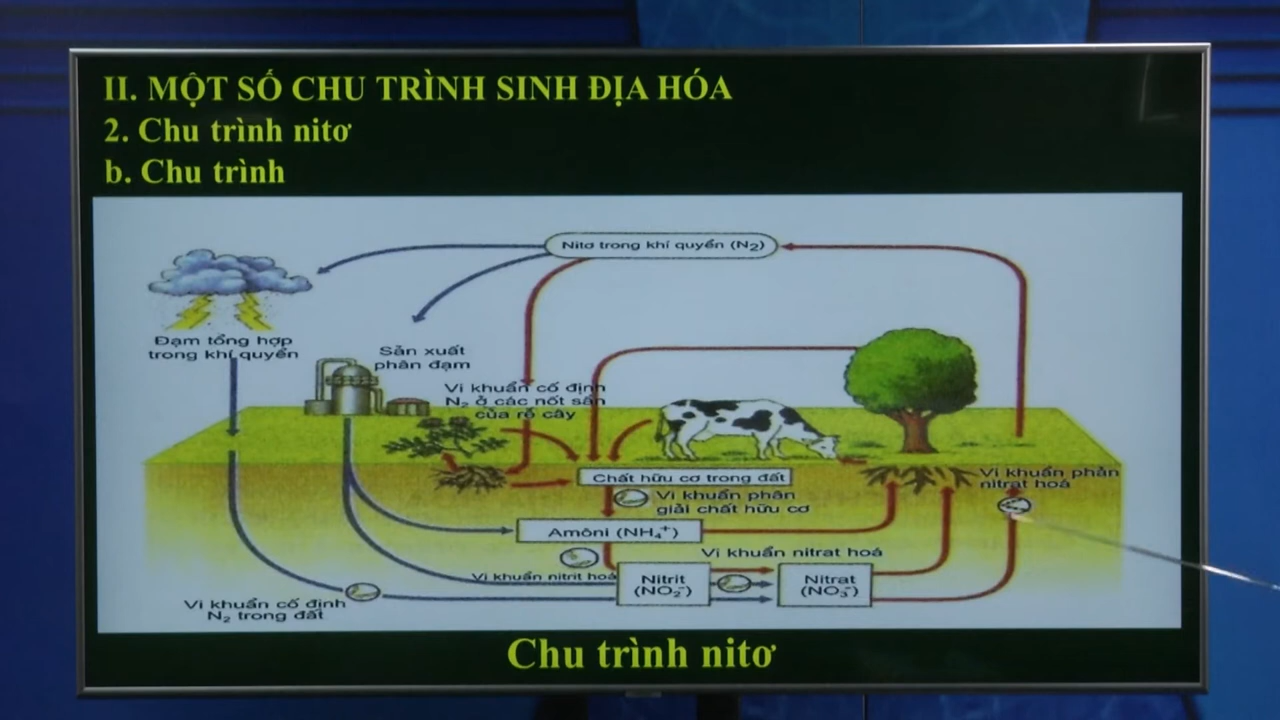 II. MỘT SỐ CHU TRÌNH SINH ĐỊA HÓA
2. Chu trình nitơ
b. Chu trình
Nitơ trong khí quyển (N₂)
Đạm tổng hợp
trong khí quyển
Sản xuất
phân đạm
Vi khuẩn cố định
N₂ ở các nốt sần
của rễ cây
Chất hữu cơ trong đất
Vi khuẩn phân
giải chất hữu cơ
Vi khuẩn phản
nitrat hoá
Amôni (NH₄⁺)
Vi khuẩn nitrat hoá
Vi khuẩn nitrit hoá
Nitrit
(NO₂⁻)
Nitrat
(NO₃⁻)
Vi khuẩn cố định
N₂ trong đất
Chu trình nitơ